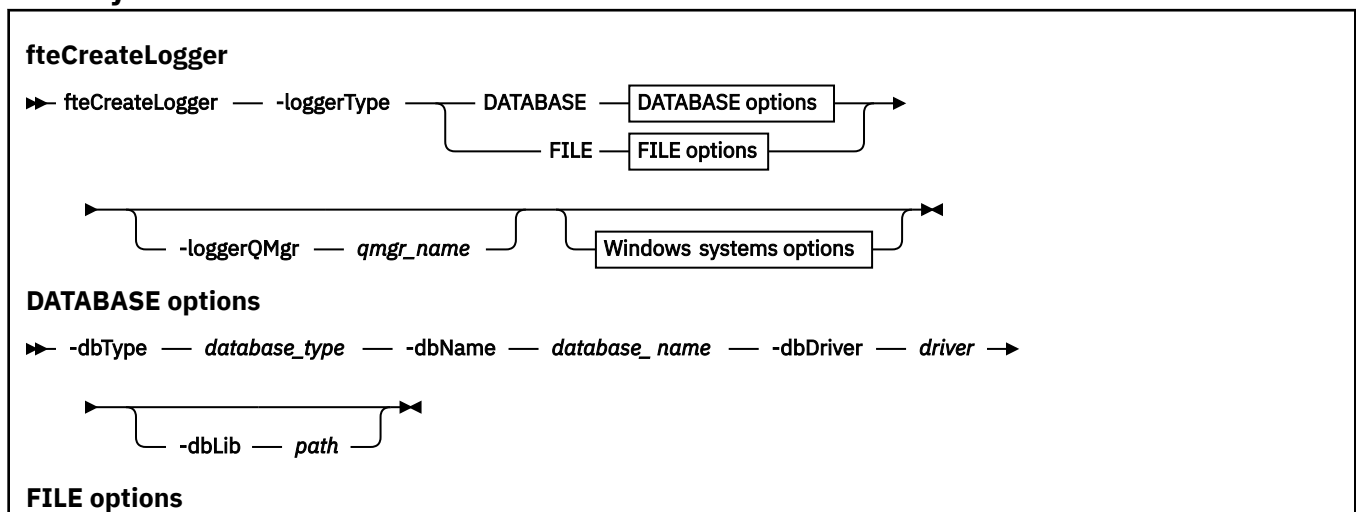 fteCreateLogger
fteCreateLogger -loggerType DATABASE DATABASE options
FILE FILE options
-loggerQMgr qmgr_name Windows systems options
DATABASE options
-dbType database_type -dbName database_ name -dbDriver driver
-dbLib path
FILE options